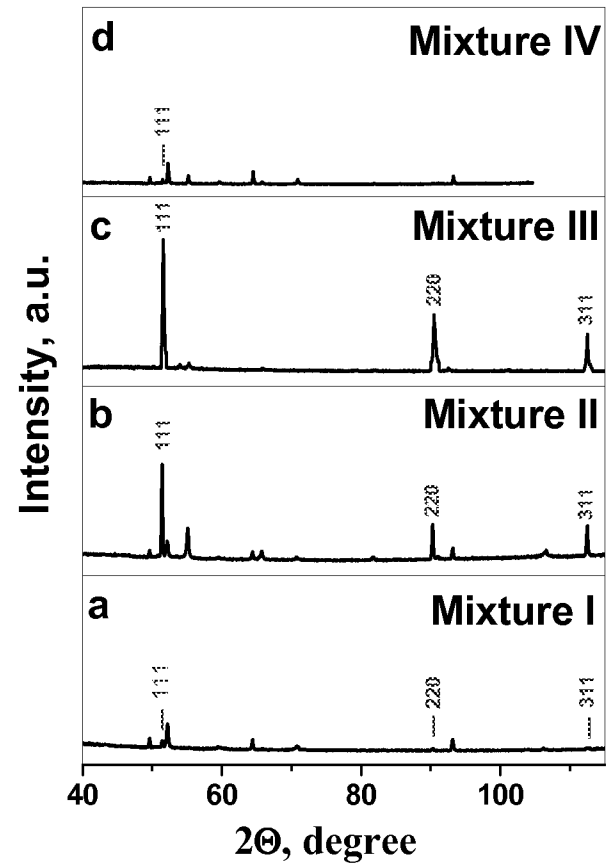 d
Mixture IV
111
c
Mixture III
111
220
311
b
Mixture II
111
220
311
a
Mixture I
111
220
311
Intensity, a.u.
40 60 80 100
2Θ, degree